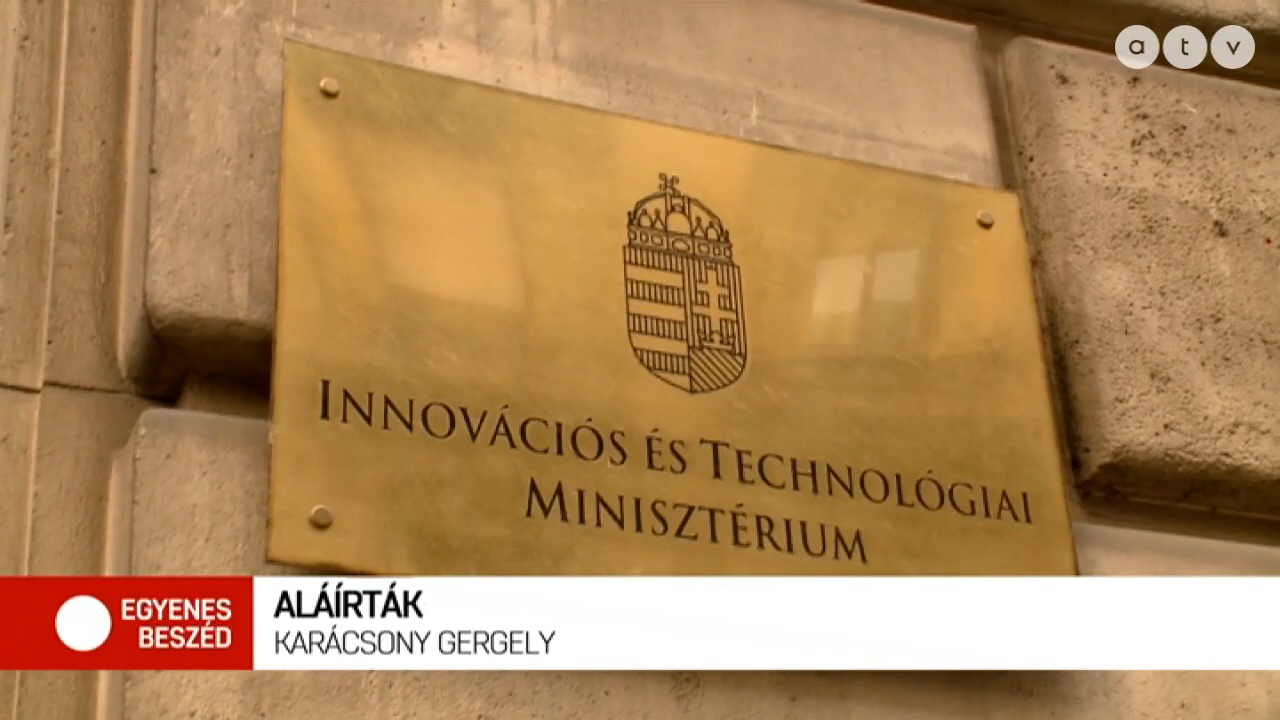 atv
INNOVÁCIÓS ÉS TECHNOLÓGIAI
MINISZTÉRIUM
EGYENES
BESZÉD
ALÁÍRTÁK
KARÁCSONY GERGELY